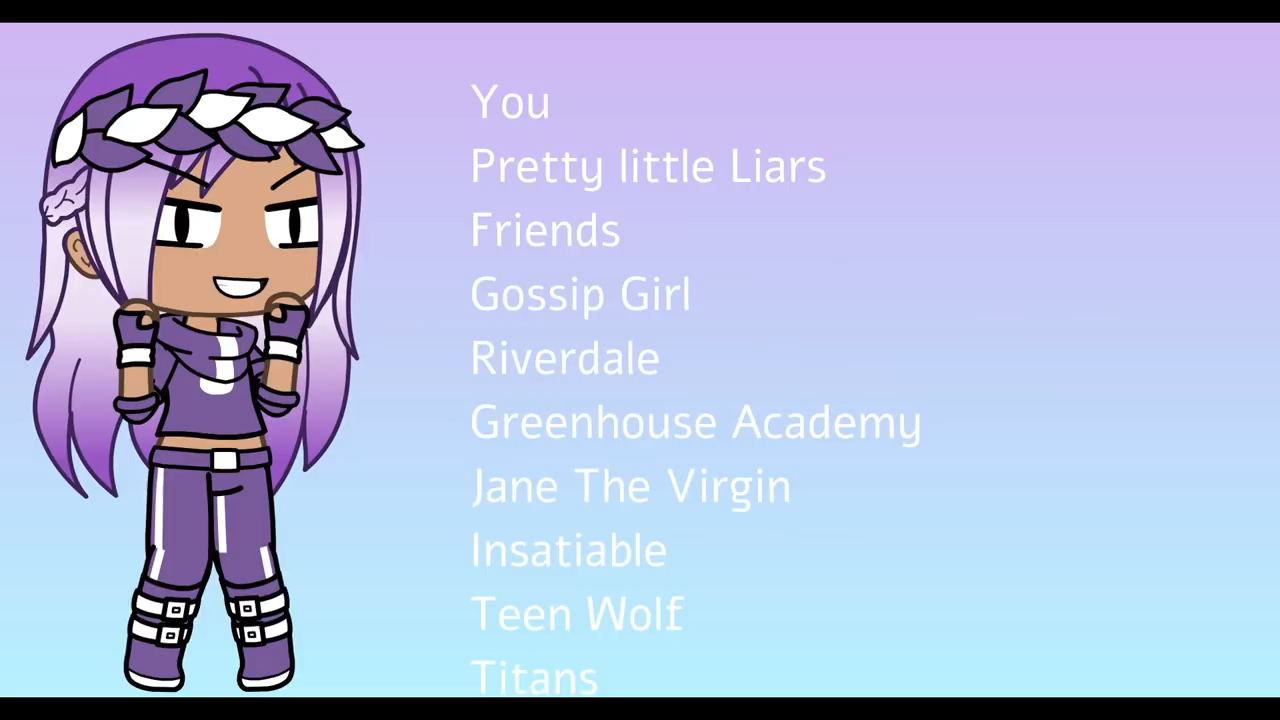 You
Pretty little Liars
Friends
Gossip Girl
Riverdale
Greenhouse Academy
Jane The Virgin
Insatiable
Teen Wolf
Titans